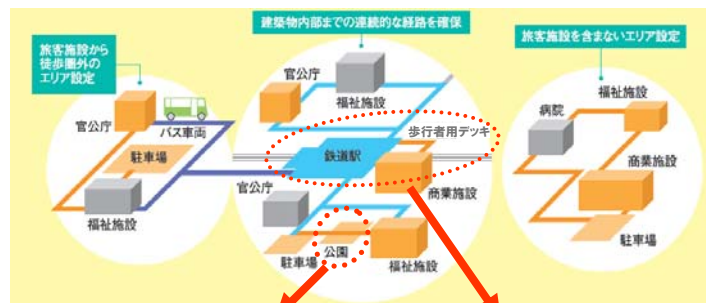 旅客施設から
徒歩圏外の
エリア設定
官公庁
バス車両
駐車場
福祉施設
建築物内部までの連続的な経路を確保
官公庁
福祉施設
歩行者用デッキ
鉄道駅
官公庁
商業施設
駐車場
公園
福祉施設
旅客施設を含まないエリア設定
福祉施設
病院
商業施設
駐車場